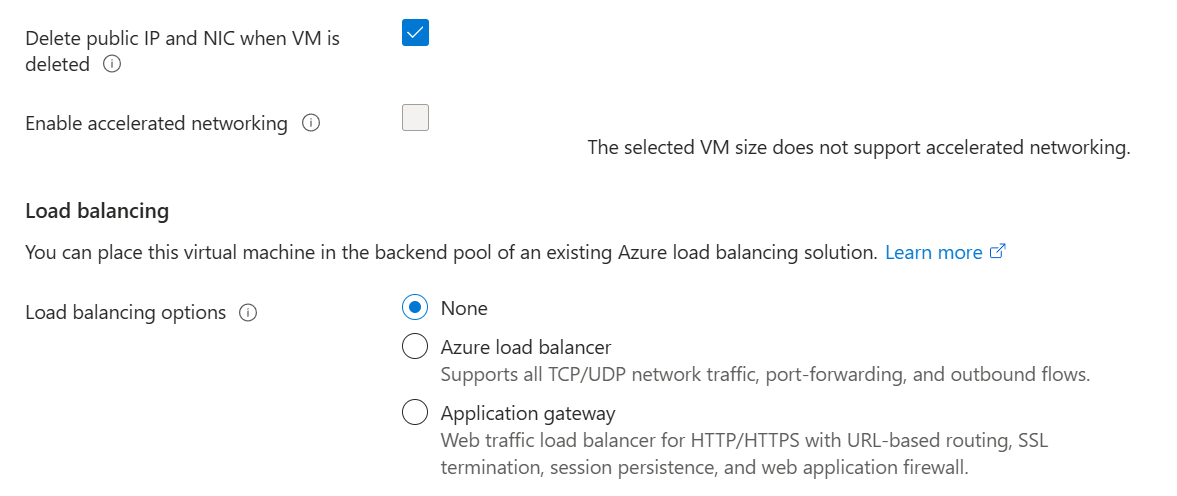 Delete public IP and NIC when VM is
deleted
Enable accelerated networking
The selected VM size does not support accelerated networking.
Load balancing
You can place this virtual machine in the backend pool of an existing Azure load balancing solution. Learn more
Load balancing options
None
Azure load balancer
Supports all TCP/UDP network traffic, port-forwarding, and outbound flows.
Application gateway
Web traffic load balancer for HTTP/HTTPS with URL-based routing, SSL
termination, session persistence, and web application firewall.